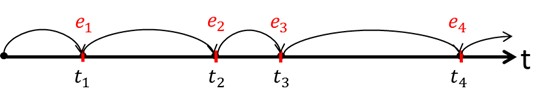 e₁ e₂ e₃ e₄
t
t₁ t₂ t₃ t₄